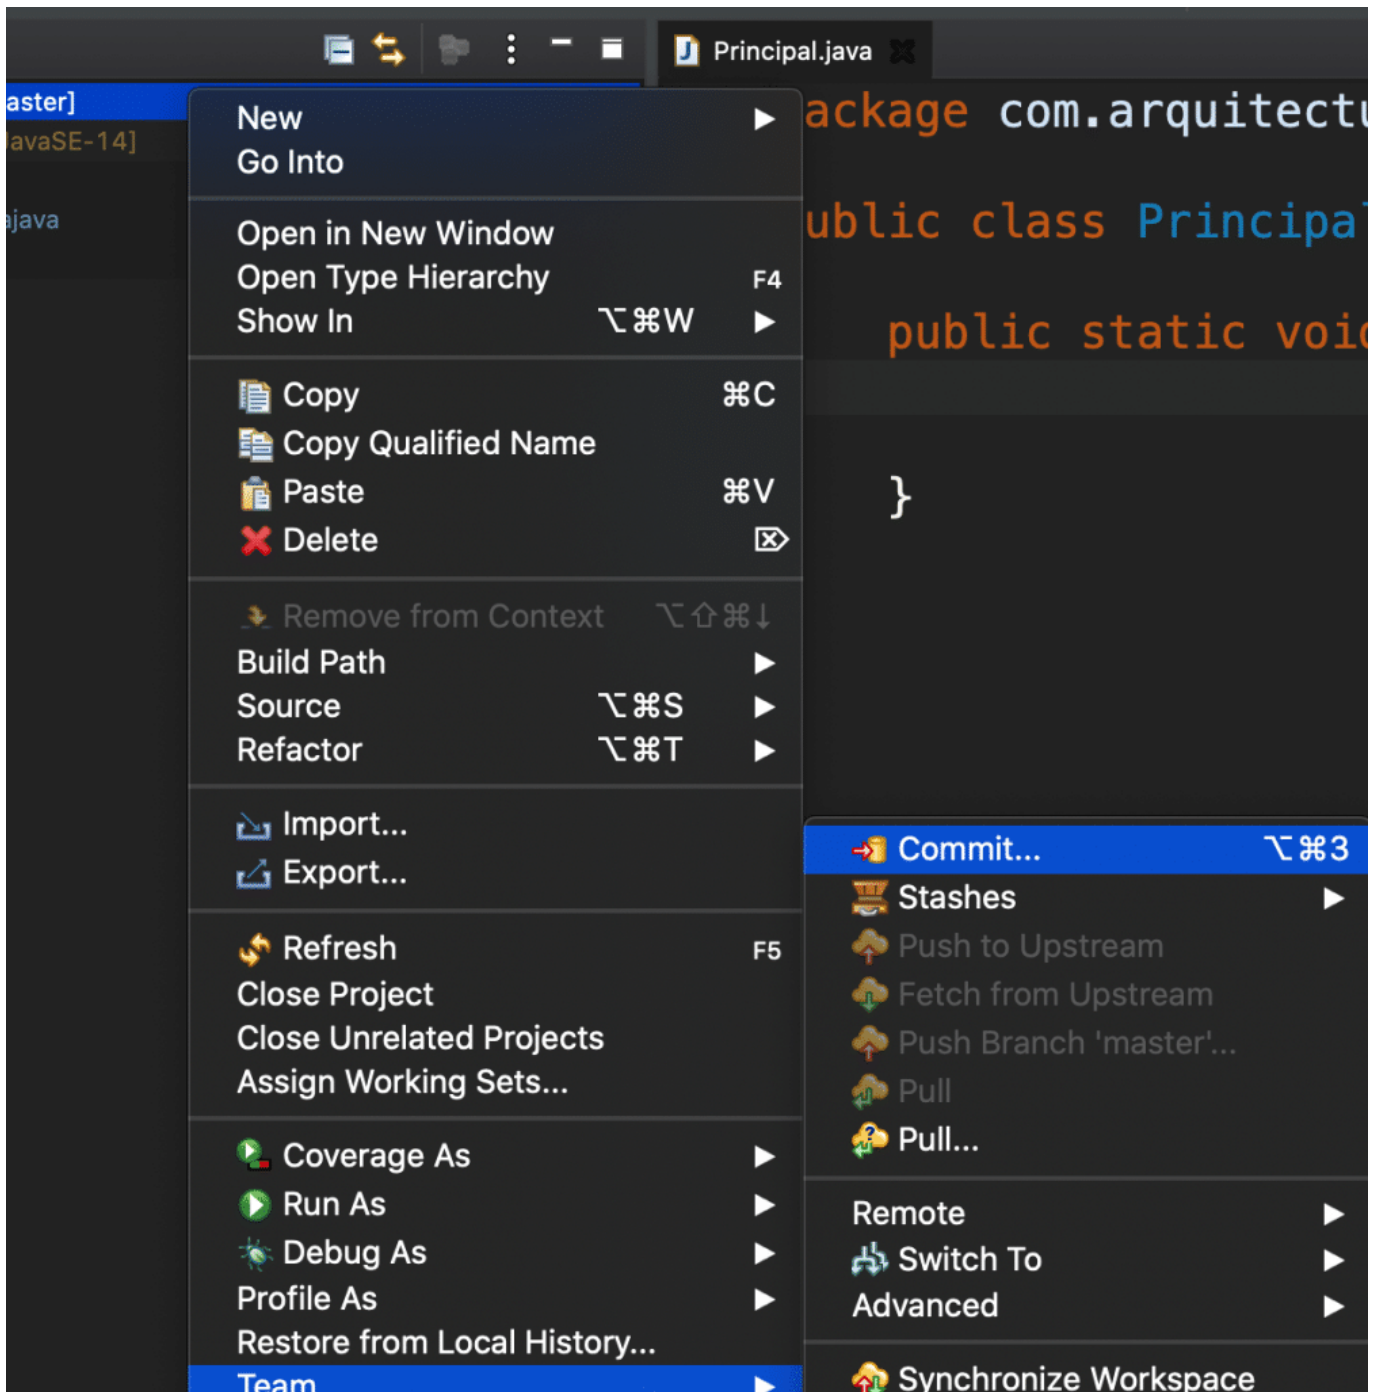 Principal.java
aster]
JavaSE-14]
ajava
New
Go Into
Open in New Window
Open Type Hierarchy F4
Show In ⌥⌘W
Copy ⌘C
Copy Qualified Name
Paste ⌘V
Delete ⌦
Remove from Context ⌥⇧⌘↓
Build Path
Source ⌥⌘S
Refactor ⌥⌘T
Import...
Export...
Refresh F5
Close Project
Close Unrelated Projects
Assign Working Sets...
Coverage As
Run As
Debug As
Profile As
Restore from Local History...
Team
ackage com.arquitectu
ublic class Principal
public static void
}
Commit... ⌥⌘3
Stashes
Push to Upstream
Fetch from Upstream
Push Branch 'master'...
Pull
Pull...
Remote
Switch To
Advanced
Synchronize Workspace